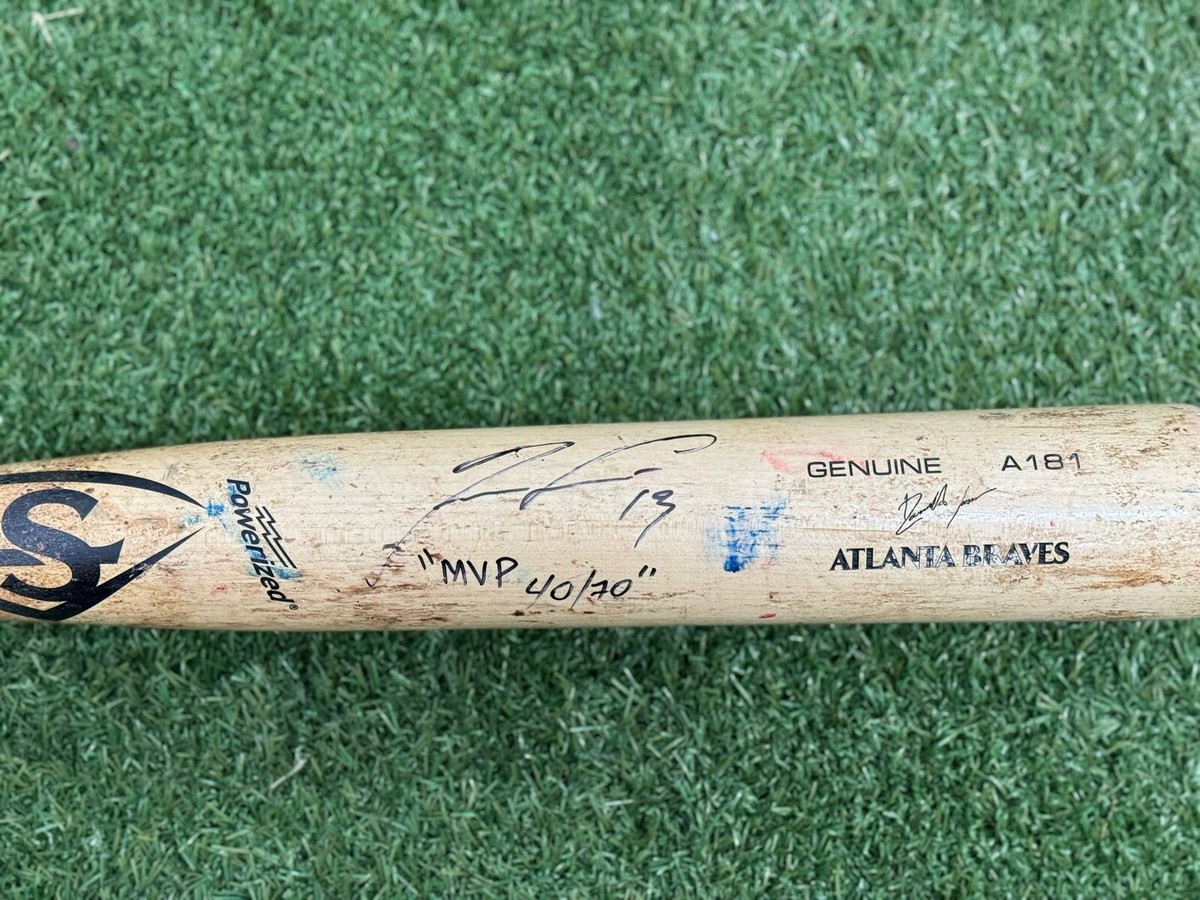 S
Powerized®
13
"MVP 40/70"
GENUINE A181
ATLANTA BRAVES